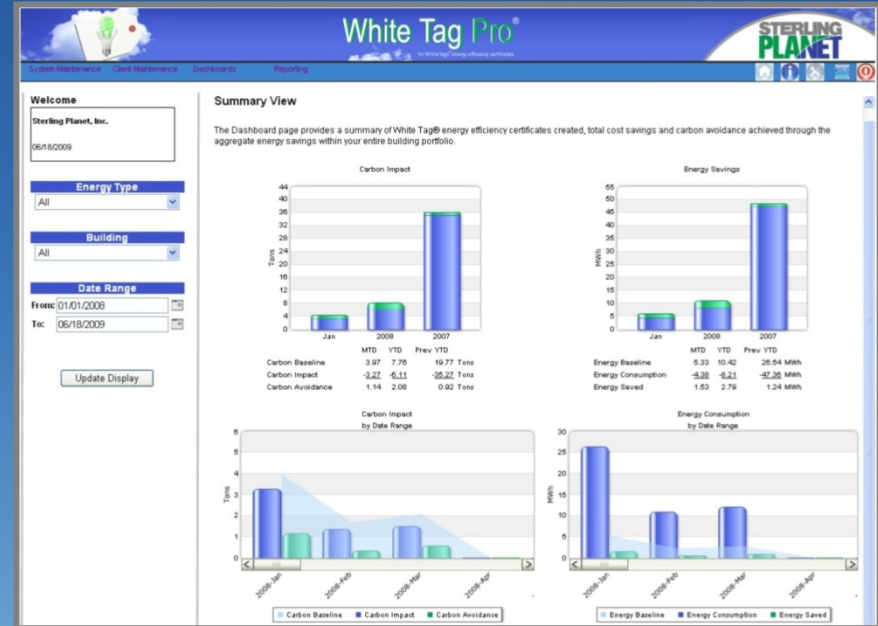 White Tag Pro®
STERLING
PLANET
System Maintenance Client Maintenance Dashboards Reporting
Welcome
Sterling Planet, Inc.
06/18/2009
Energy Type
All
Building
All
Date Range
From: 01/01/2008
To: 06/18/2009
Update Display
Summary View
The Dashboard page provides a summary of White Tag® energy efficiency certificates created, total cost savings and carbon avoidance achieved through the
aggregate energy savings within your entire building portfolio.
Carbon Impact
44
40
36
32
28
24
20
16
12
8
4
0
Tons
Jan 2008 2007
MTD YTD Prev YTD
Carbon Baseline 3.97 7.76 19.77 Tons
Carbon Impact -3.27 -6.11 -35.27 Tons
Carbon Avoidance 1.14 2.08 0.92 Tons
Energy Savings
55
50
45
40
35
30
25
20
15
10
5
0
MWh
Jan 2008 2007
MTD YTD Prev YTD
Energy Baseline 5.33 10.42 26.54 MWh
Energy Consumption -4.38 -8.21 -47.36 MWh
Energy Saved 1.53 2.79 1.24 MWh
Carbon Impact
by Date Range
6
5
4
3
2
1
0
Tons
2008-Jan 2008-Feb 2008-Mar 2008-Apr
Carbon Baseline Carbon Impact Carbon Avoidance
Energy Consumption
by Date Range
30
25
20
15
10
5
0
MWh
2008-Jan 2008-Feb 2008-Mar 2008-Apr
Energy Baseline Energy Consumption Energy Saved